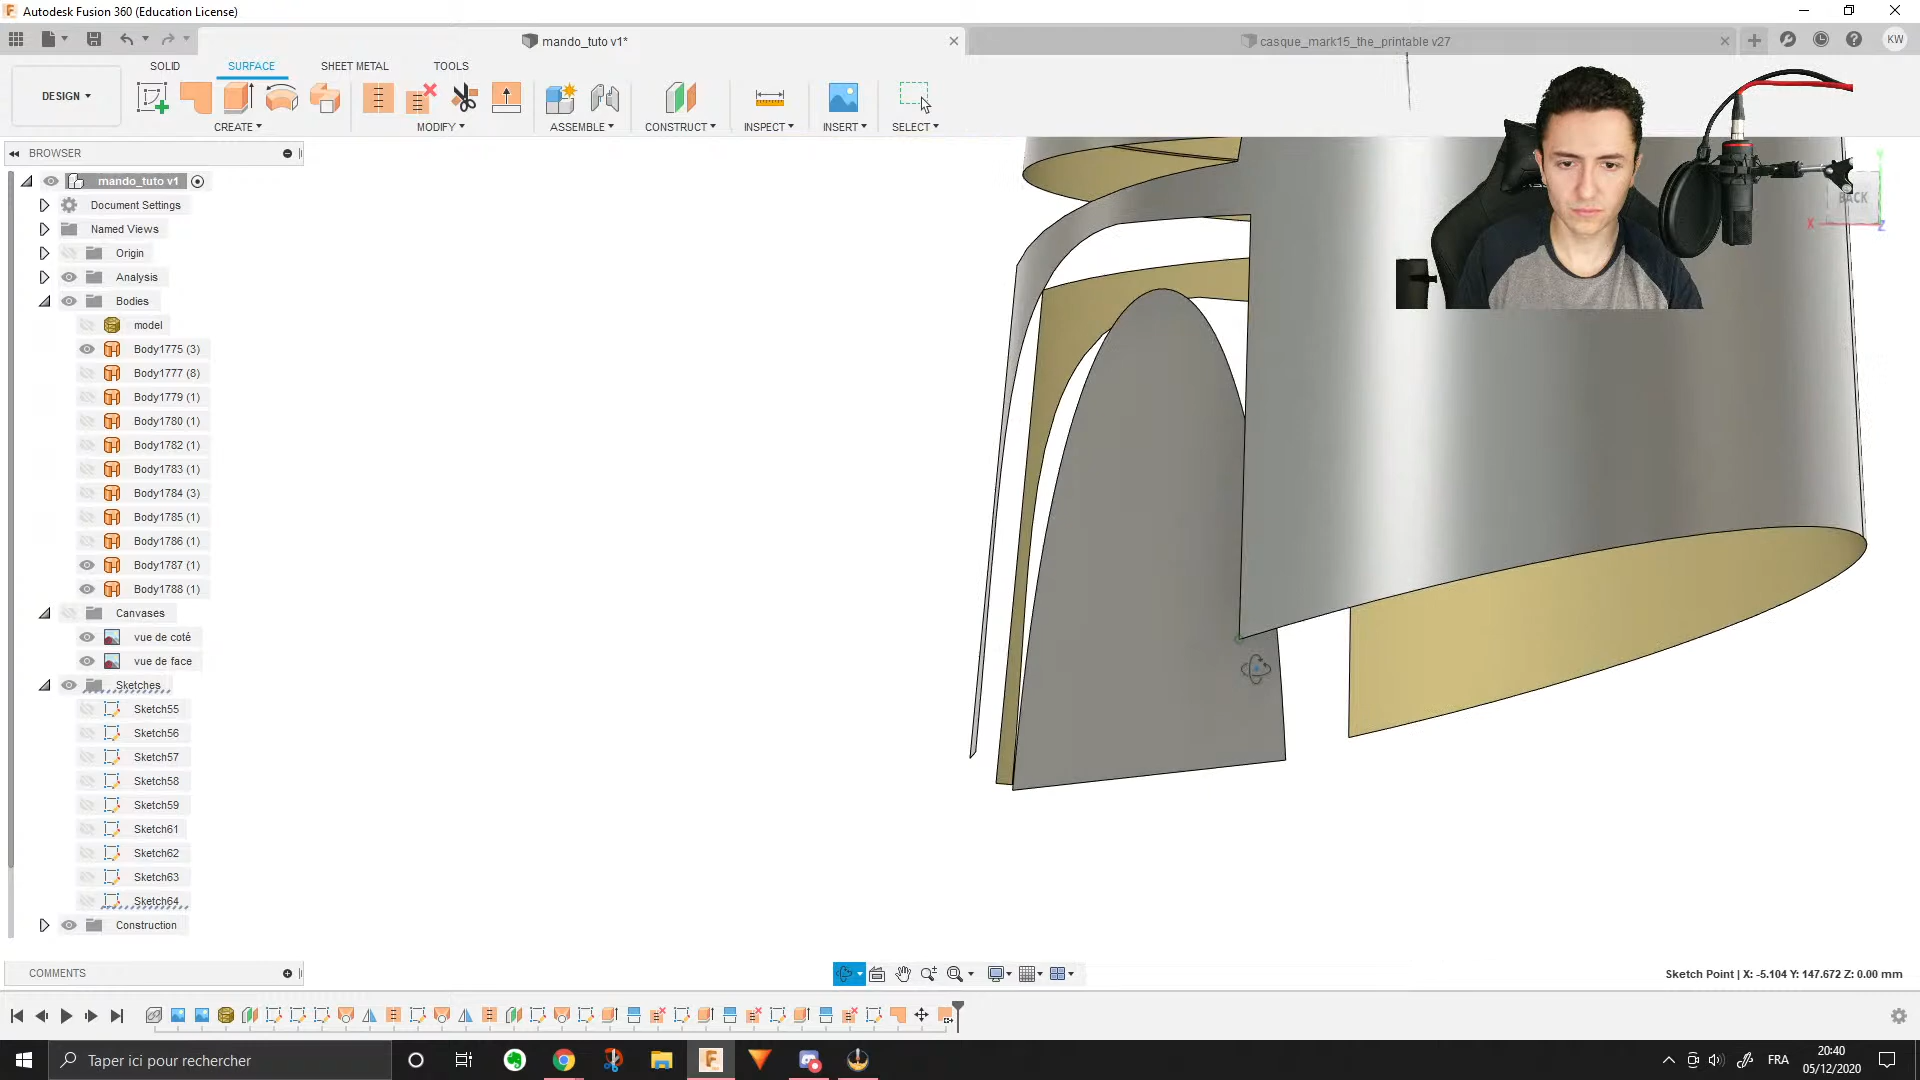 Autodesk Fusion 360 (Education License)
mando_tuto v1*
casque_mark15_the_printable v27
KW
SOLID SURFACE SHEET METAL TOOLS
DESIGN
CREATE MODIFY ASSEMBLE CONSTRUCT INSPECT INSERT SELECT
BROWSER
mando_tuto v1
Document Settings
Named Views
Origin
Analysis
Bodies
model
Body1775 (3)
Body1777 (8)
Body1779 (1)
Body1780 (1)
Body1782 (1)
Body1783 (1)
Body1784 (3)
Body1785 (1)
Body1786 (1)
Body1787 (1)
Body1788 (1)
Canvases
vue de coté
vue de face
Sketches
Sketch55
Sketch56
Sketch57
Sketch58
Sketch59
Sketch61
Sketch62
Sketch63
Sketch64
Construction
BACK
X
Z
COMMENTS
Sketch Point | X: -5.104 Y: 147.672 Z: 0.00 mm
Taper ici pour rechercher
FRA
20:40
05/12/2020